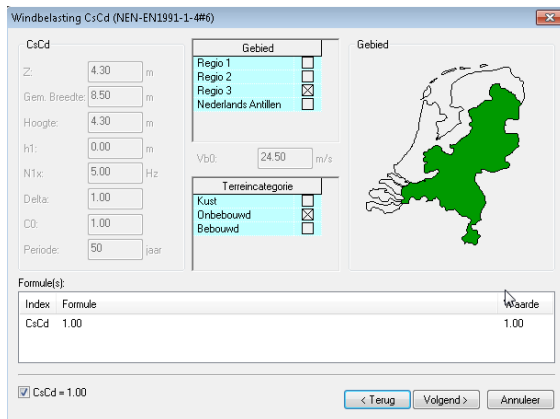 Windbelasting CsCd (NEN-EN1991-1-4#6)
CsCd
Z: 4.30 m
Gem. Breedte: 8.50 m
Hoogte: 4.30 m
h1: 0.00 m
N1x: 5.00 Hz
Delta: 1.00
C0: 1.00
Periode: 50 jaar
Gebied
Regio 1
Regio 2
Regio 3
Nederlands Antillen
Vb0: 24.50 m/s
Terreincategorie
Kust
Onbebouwd
Bebouwd
Gebied
Formule(s):
Index Formule Waarde
CsCd 1.00 1.00
CsCd = 1.00
< Terug Volgend > Annuleer